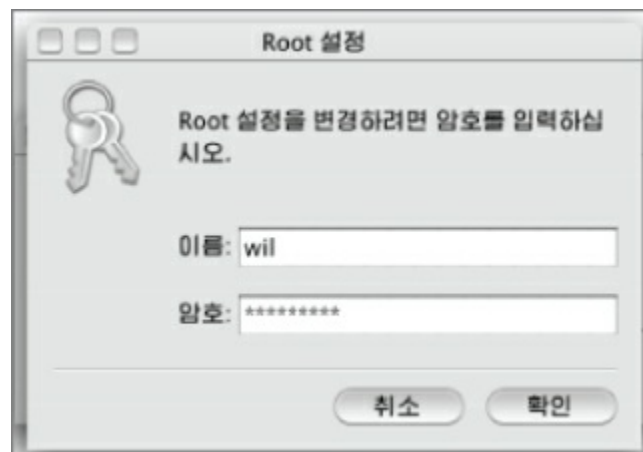 Root 설정
Root 설정을 변경하려면 암호를 입력하십
시오.
이름: wil
암호: *********
취소
확인